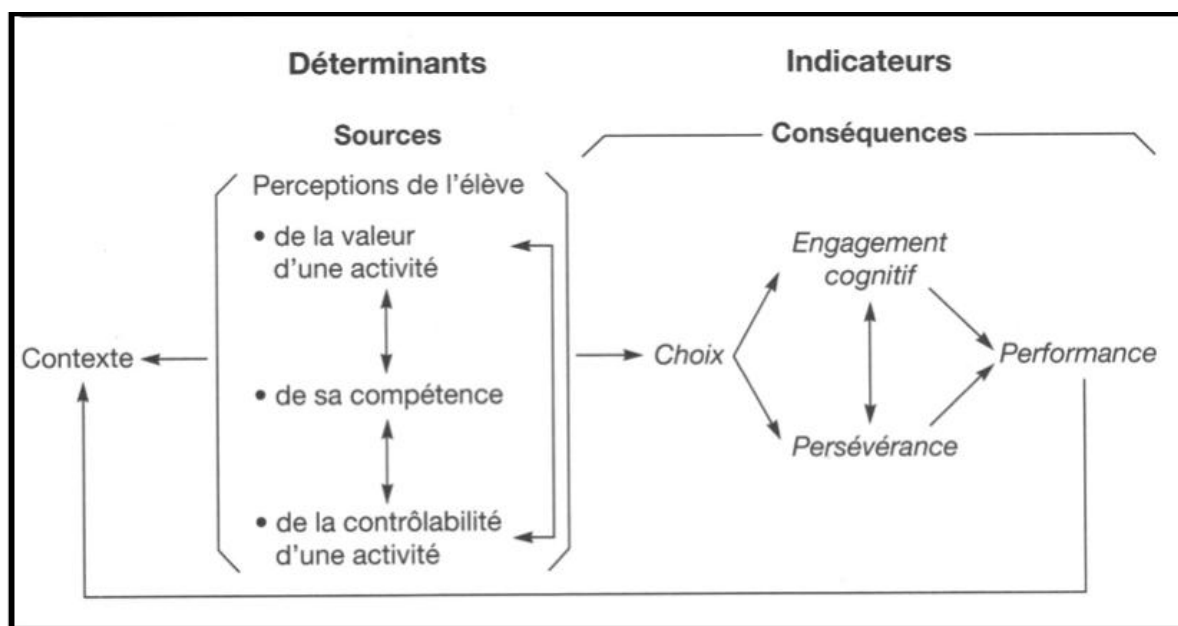 Déterminants
Indicateurs
Sources
Conséquences
Perceptions de l'élève
• de la valeur
d'une activité
Engagement
cognitif
Contexte
• de sa compétence
Choix
Performance
Persévérance
• de la contrôlabilité
d'une activité